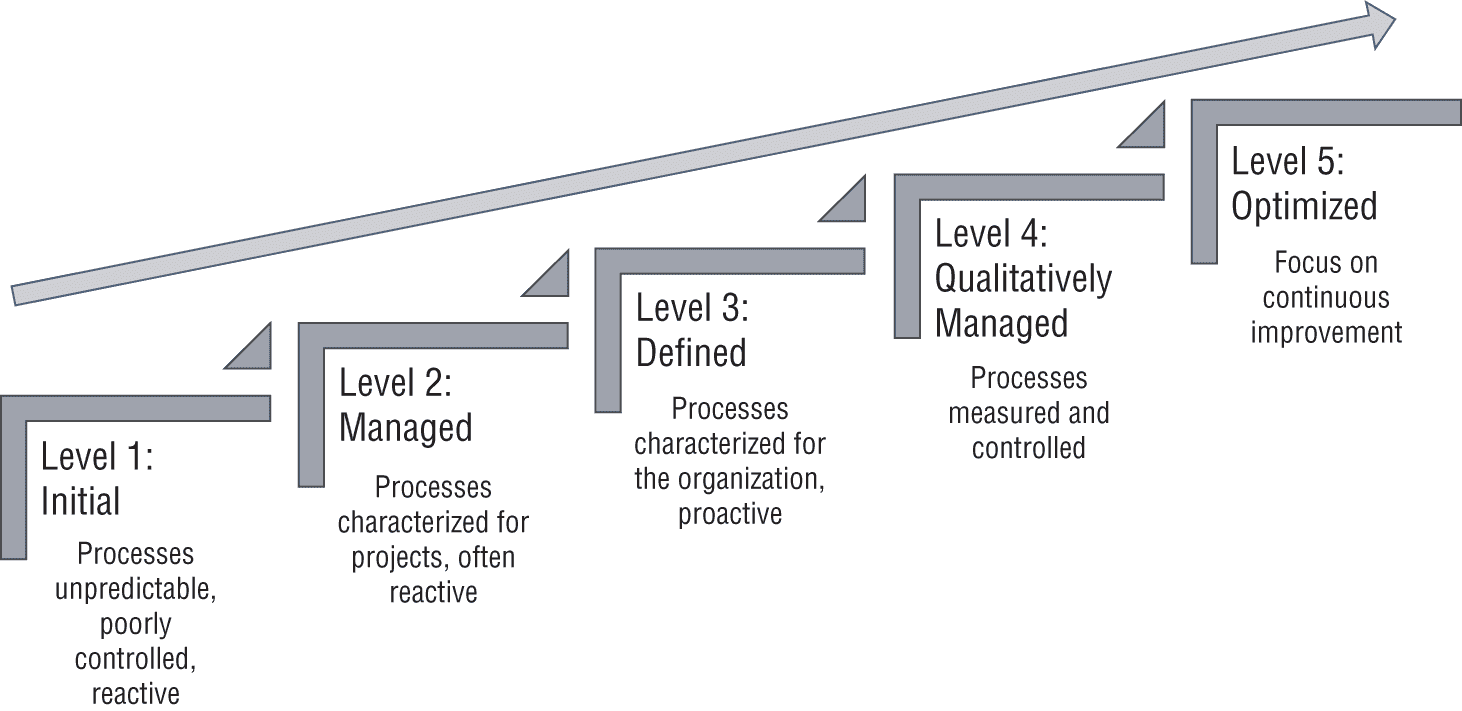 Level 1:
Initial
Processes
unpredictable,
poorly
controlled,
reactive
Level 2:
Managed
Processes
characterized for
projects, often
reactive
Level 3:
Defined
Processes
characterized for
the organization,
proactive
Level 4:
Qualitatively
Managed
Processes
measured and
controlled
Level 5:
Optimized
Focus on
continuous
improvement